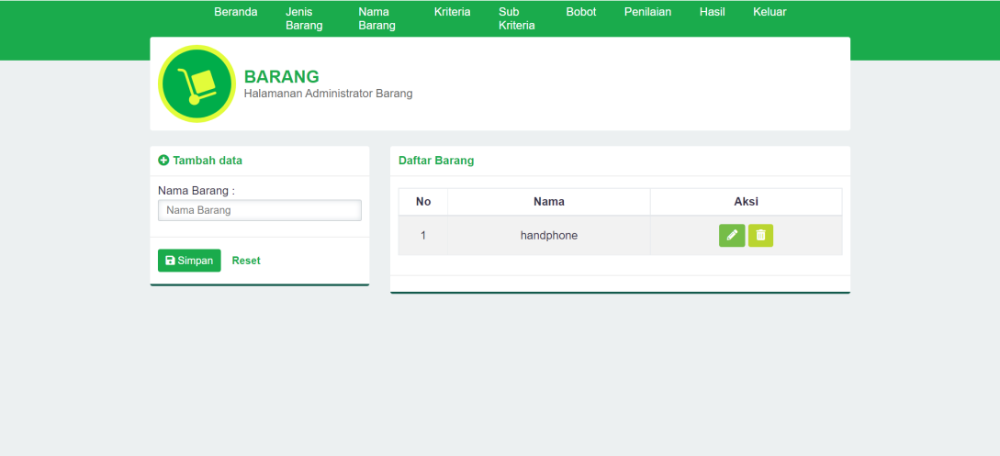 Beranda Jenis Barang Nama Barang Kriteria Sub Kriteria Bobot Penilaian Hasil Keluar
BARANG
Halamanan Administrator Barang
Tambah data
Nama Barang :
Nama Barang
Simpan Reset
Daftar Barang
No Nama Aksi
1 handphone